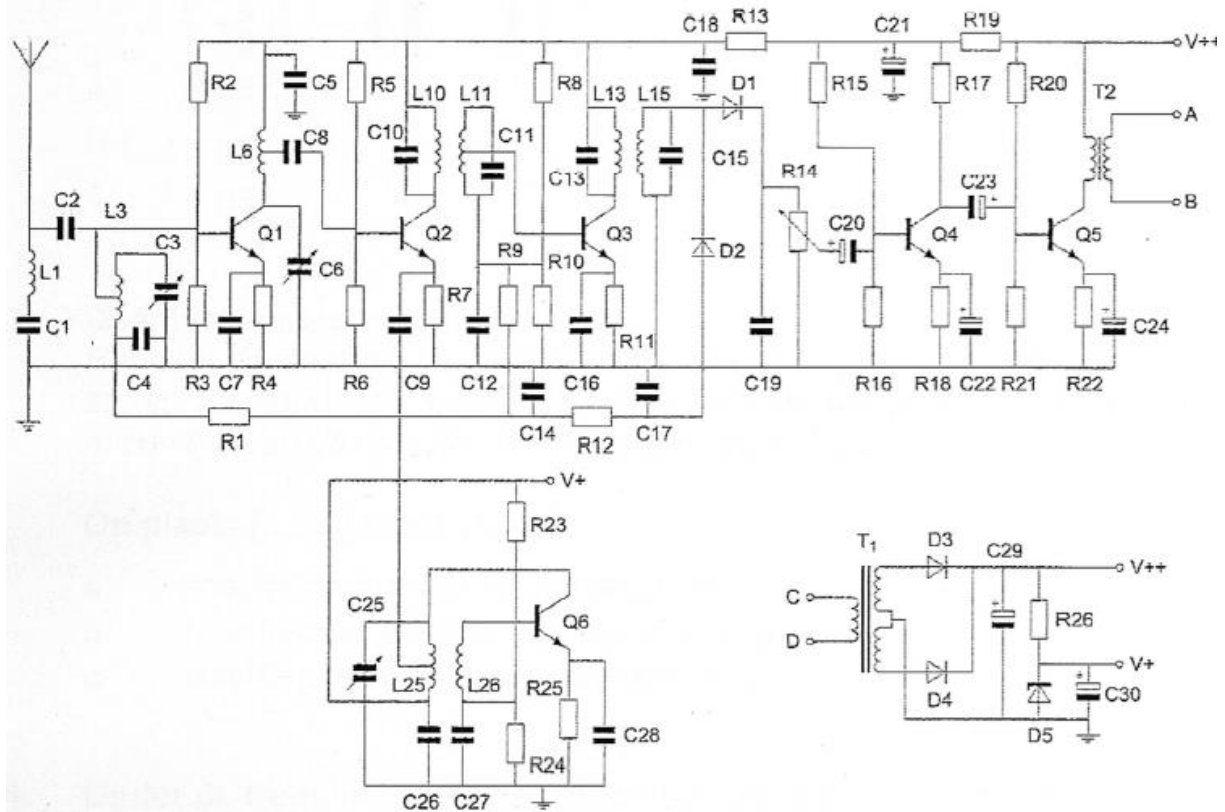 C18 R13 C21 R19
V++
R2 C5 R5 L10 L11 R8 L13 L15 D1 R15 R17 R20 T2
A
C8 C10 C11 C15
L6 C13 R14 C23
C2 L3 C20 B
C3 Q1 Q2 Q3 D2 Q4 Q5
L1 C6 R9 R10
R7
C1 R11 C24
C4 R3 C7 R4 R6 C9 C12 C16 C19 R16 R18 C22 R21 R22
R1 C14 R12 C17
V+
R23
T1 D3 C29
V++
C25 Q6 C
R26
D
V+
L25 L26 R25 D4 C30
C28 D5
R24
C26 C27